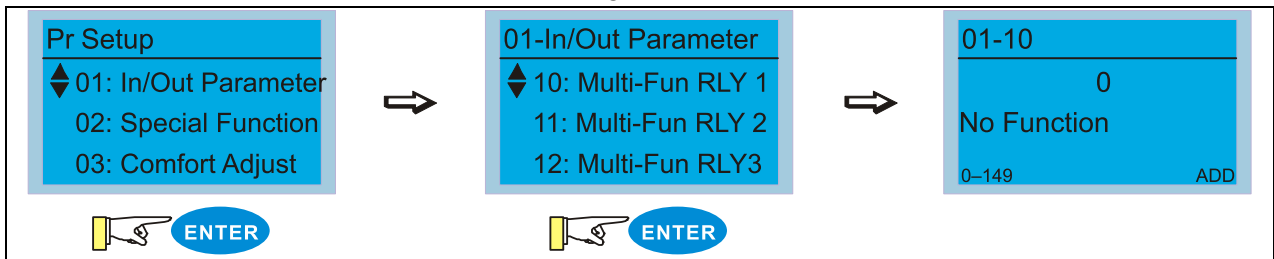 Pr Setup
01: In/Out Parameter
02: Special Function
03: Comfort Adjust
ENTER
01-In/Out Parameter
10: Multi-Fun RLY 1
11: Multi-Fun RLY 2
12: Multi-Fun RLY3
ENTER
01-10
0
No Function
0–149 ADD